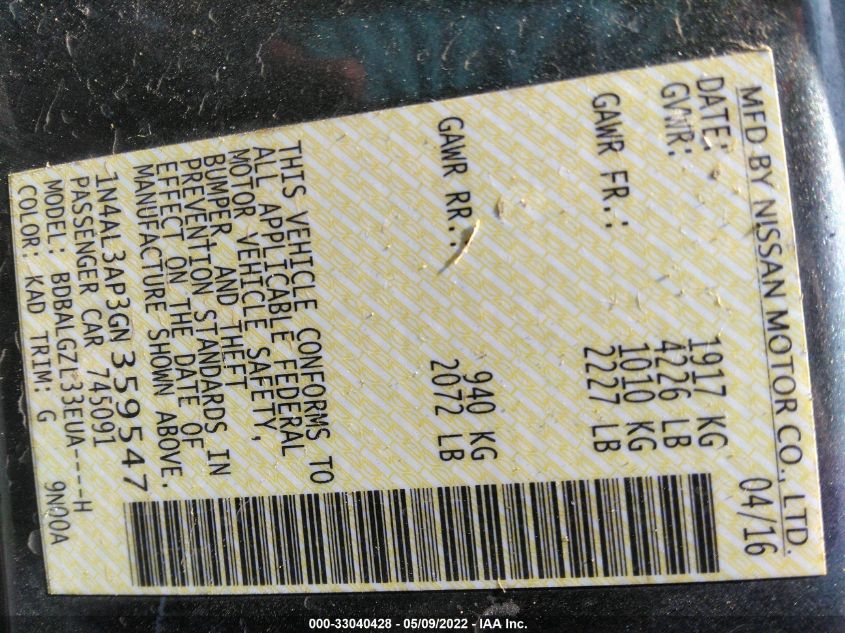 MFD BY NISSAN MOTOR CO., LTD.
DATE: 04/16
GVWR: 1917 KG
4226 LB
GAWR FR.: 1010 KG
2227 LB
GAWR RR.: 940 KG
2072 LB
THIS VEHICLE CONFORMS TO
ALL APPLICABLE FEDERAL
MOTOR VEHICLE SAFETY,
BUMPER, AND THEFT
PREVENTION STANDARDS IN
EFFECT ON THE DATE OF
MANUFACTURE SHOWN ABOVE.
1N4AL3AP3GN359547
PASSENGER CAR 745091
MODEL: BDBALGZL33EUA----H
COLOR: KAD TRIM: G 9N00A
000-33040428 - 05/09/2022 - IAA Inc.